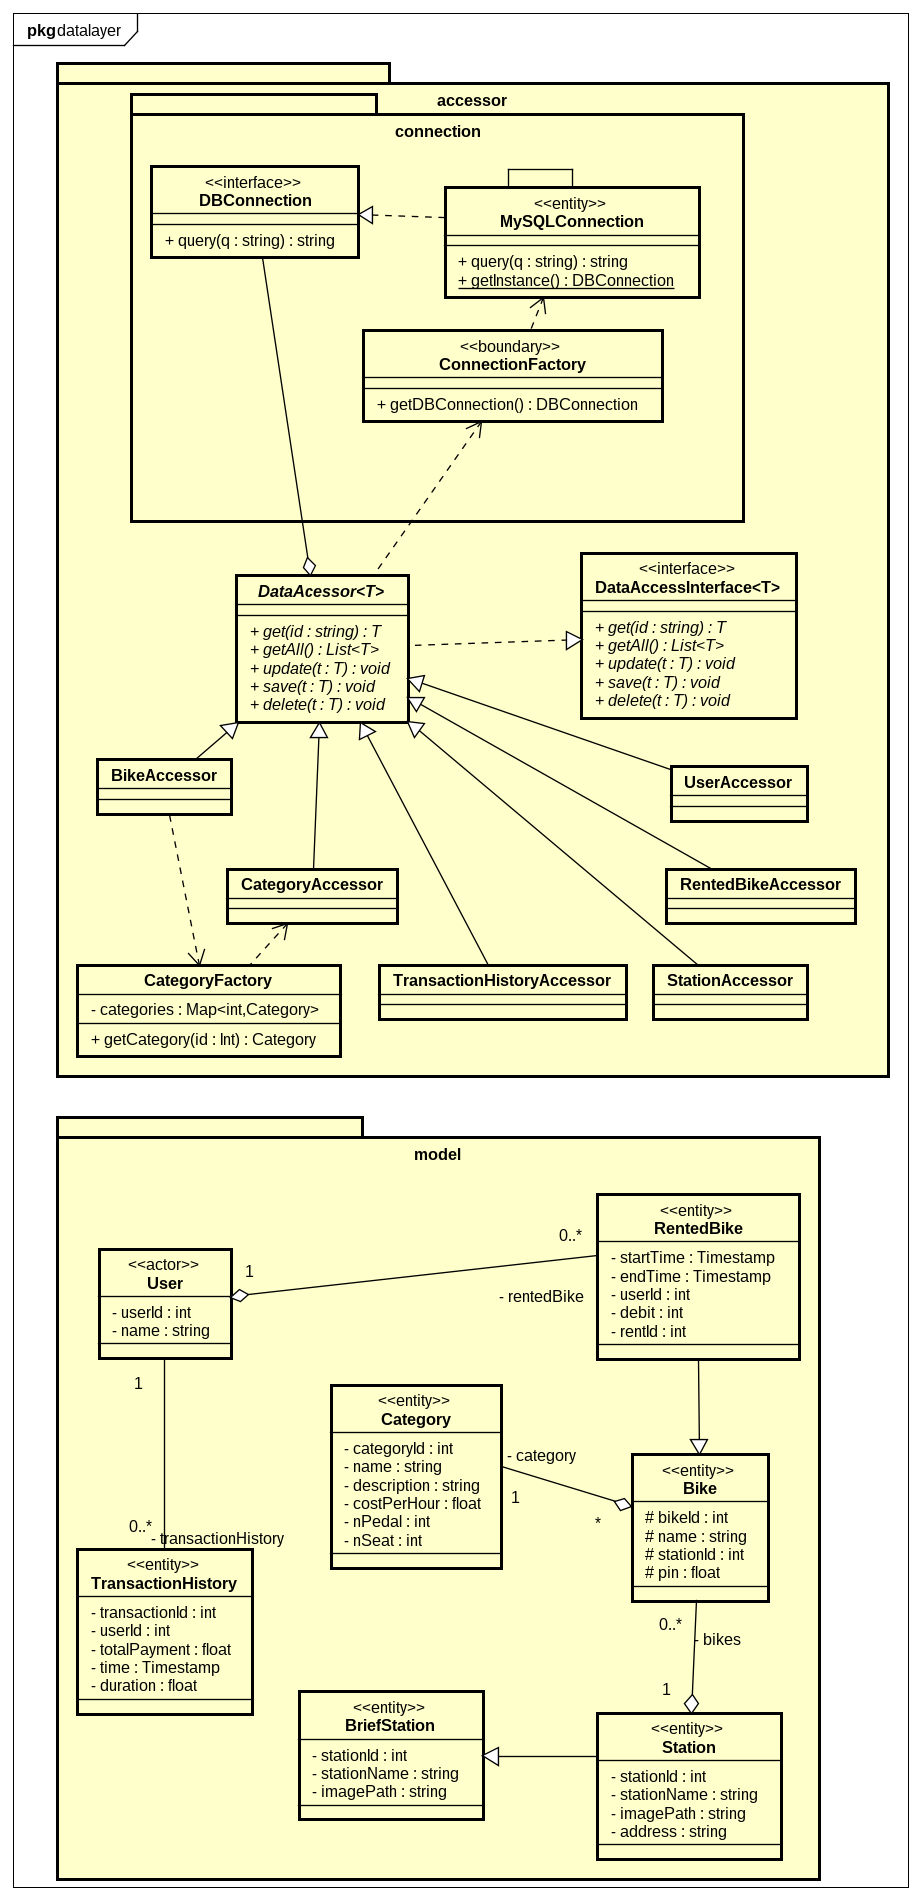 pkg datalayer
accessor
connection
<<interface>>
DBConnection
+ query(q : string) : string
<<entity>>
MySQLConnection
+ query(q : string) : string
+ getInstance() : DBConnection
<<boundary>>
ConnectionFactory
+ getDBConnection() : DBConnection
DataAcessor<T>
+ get(id : string) : T
+ getAll() : List<T>
+ update(t : T) : void
+ save(t : T) : void
+ delete(t : T) : void
<<interface>>
DataAccessInterface<T>
+ get(id : string) : T
+ getAll() : List<T>
+ update(t : T) : void
+ save(t : T) : void
+ delete(t : T) : void
BikeAccessor
UserAccessor
CategoryAccessor
RentedBikeAccessor
CategoryFactory
- categories : Map<int,Category>
+ getCategory(id : Int) : Category
TransactionHistoryAccessor
StationAccessor
model
<<entity>>
RentedBike
- startTime : Timestamp
- endTime : Timestamp
- userId : int
- debit : int
- rentId : int
0..*
- rentedBike
1
<<actor>>
User
- userId : int
- name : string
1
0..*
- transactionHistory
<<entity>>
TransactionHistory
- transactionId : int
- userId : int
- totalPayment : float
- time : Timestamp
- duration : float
<<entity>>
Category
- categoryId : int
- name : string
- description : string
- costPerHour : float
- nPedal : int
- nSeat : int
- category
1
*
<<entity>>
Bike
# bikeId : int
# name : string
# stationId : int
# pin : float
0..*
- bikes
1
<<entity>>
BriefStation
- stationId : int
- stationName : string
- imagePath : string
<<entity>>
Station
- stationId : int
- stationName : string
- imagePath : string
- address : string